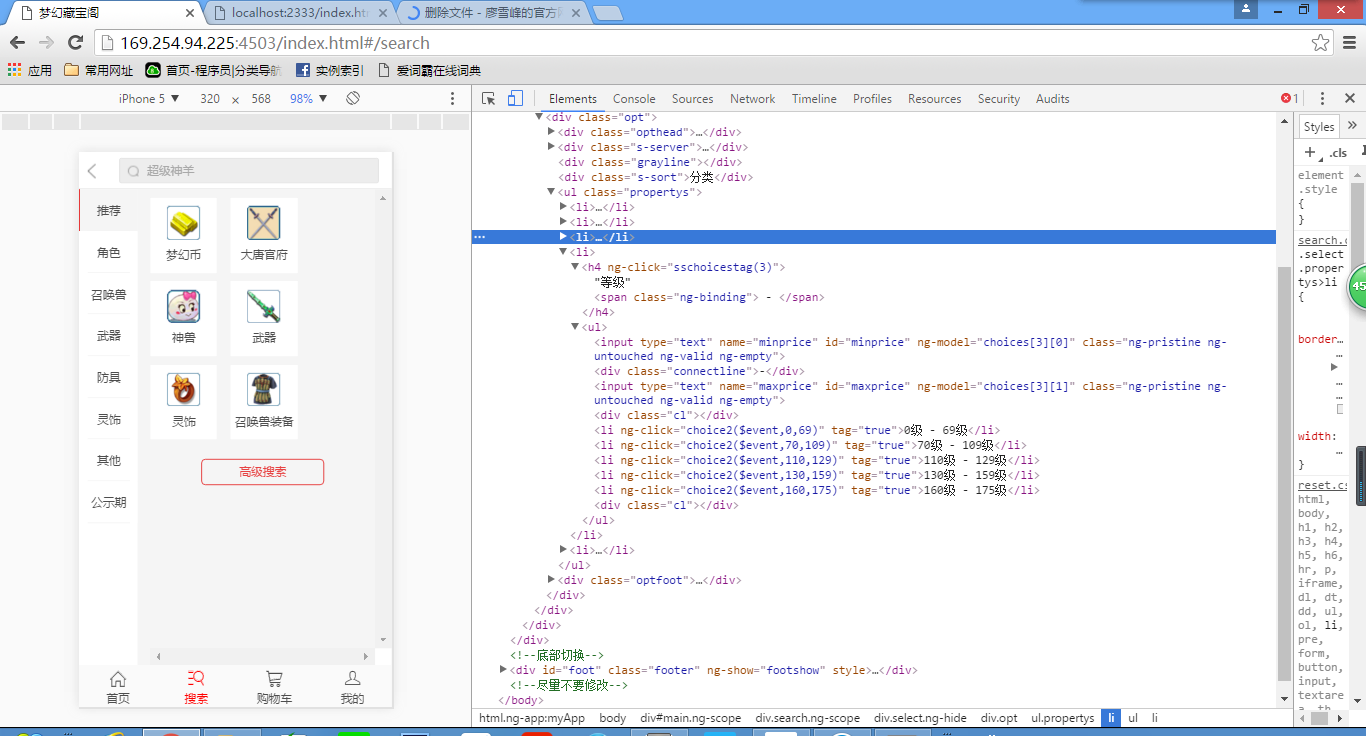 梦幻藏宝阁
localhost:2333/index.ht
删除文件 - 廖雪峰的官方
169.254.94.225:4503/index.html#/search
应用 常用网址 首页-程序员|分类导航 实例索引 爱词霸在线词典
iPhone 5 ▼ 320 x 568 98% ▼
Elements Console Sources Network Timeline Profiles Resources Security Audits 1
超级神羊
推荐
角色
召唤兽
武器
防具
灵饰
其他
公示期
梦幻币 大唐官府
神兽 武器
灵饰 召唤兽装备
高级搜索
首页 搜索 购物车 我的
<div class="opt">
<div class="opthead">…</div>
<div class="s-server">…</div>
<div class="grayline"></div>
<div class="s-sort">分类</div>
<ul class="propertys">
<li>…</li>
<li>…</li>
<li>…</li>
<li>
<h4 ng-click="sschoicestag(3)">
"等级"
<span class="ng-binding"> - </span>
</h4>
<ul>
<input type="text" name="minprice" id="minprice" ng-model="choices[3][0]" class="ng-pristine ng-
untouched ng-valid ng-empty">
<div class="connectline">-</div>
<input type="text" name="maxprice" id="maxprice" ng-model="choices[3][1]" class="ng-pristine ng-
untouched ng-valid ng-empty">
<div class="cl"></div>
<li ng-click="choice2($event,0,69)" tag="true">0级 - 69级</li>
<li ng-click="choice2($event,70,109)" tag="true">70级 - 109级</li>
<li ng-click="choice2($event,110,129)" tag="true">110级 - 129级</li>
<li ng-click="choice2($event,130,159)" tag="true">130级 - 159级</li>
<li ng-click="choice2($event,160,175)" tag="true">160级 - 175级</li>
<div class="cl"></div>
</ul>
</li>
<li>…</li>
</ul>
<div class="optfoot">…</div>
</div>
</div>
</div>
</div>
<!--底部切换-->
<div id="foot" class="footer" ng-show="footshow" style>…</div>
<!--尽量不要修改-->
</body>
html.ng-app:myApp body div#main.ng-scope div.search.ng-scope div.select.ng-hide div.opt ul.propertys li ul li
Styles »
+ .cls
element
.style
{
}
search.c
.select
.proper
tys>li
{
border…
…
…
…
width:
…
}
reset.cs
html,
body,
h1, h2,
h3, h4,
h5, h6,
hr, p,
iframe,
dl, dt,
dd, ul,
ol, li,
pre,
form,
button,
input,
textare
a, th,
45